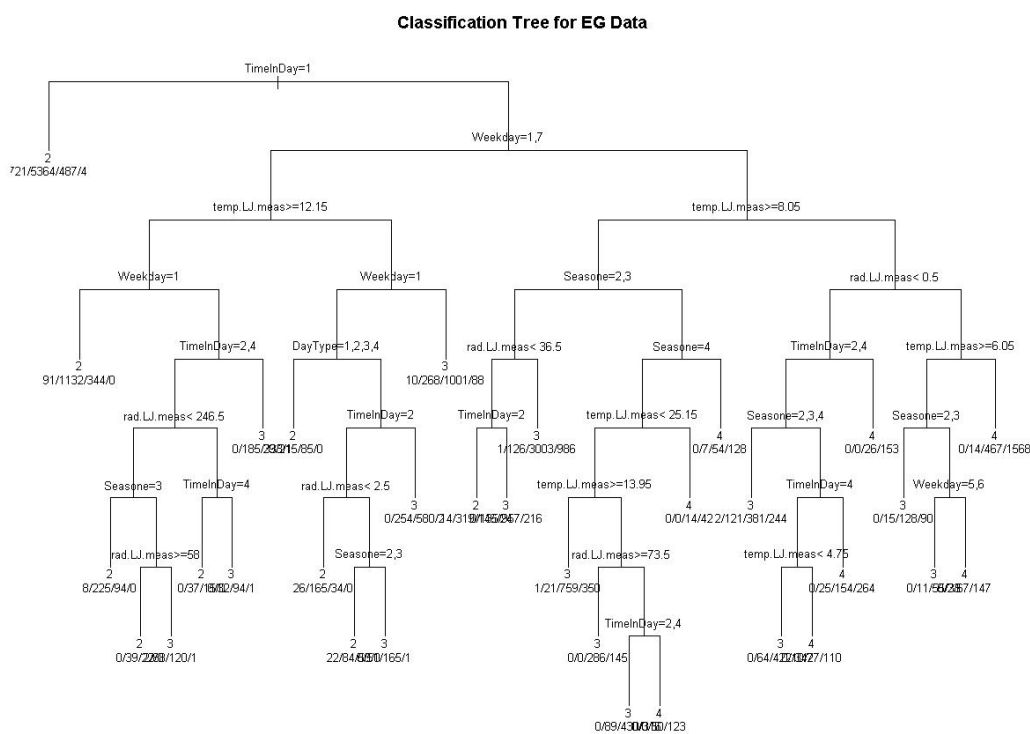 Classification Tree for EG Data
TimeInDay=1
Weekday=1,7
2
721/5364/487/4
temp.LJ.meas>=12.15
temp.LJ.meas>=8.05
Weekday=1
Weekday=1
Seasone=2,3
rad.LJ.meas< 0.5
TimeInDay=2,4
DayType=1,2,3,4
rad.LJ.meas< 36.5
Seasone=4
TimeInDay=2,4
temp.LJ.meas>=6.05
2
3
91/1132/344/0
10/268/1001/88
rad.LJ.meas< 246.5
TimeInDay=2
TimeInDay=2
temp.LJ.meas< 25.15
Seasone=2,3,4
Seasone=2,3
3
2
3
4
4
4
1/126/3003/986
0/7/54/128
0/0/26/153
0/14/467/1568
Seasone=3
TimeInDay=4
rad.LJ.meas< 2.5
temp.LJ.meas>=13.95
TimeInDay=4
Weekday=5,6
3
2
3
4
3
3
0/0/14/42
2/121/381/244
0/15/128/90
rad.LJ.meas>=58
Seasone=2,3
rad.LJ.meas>=73.5
temp.LJ.meas< 4.75
2
2
3
2
3
4
3
4
8/225/94/0
26/165/34/0
1/21/759/350
0/25/154/264
TimeInDay=2,4
2
3
2
3
3
3
4
0/0/286/145
3
4